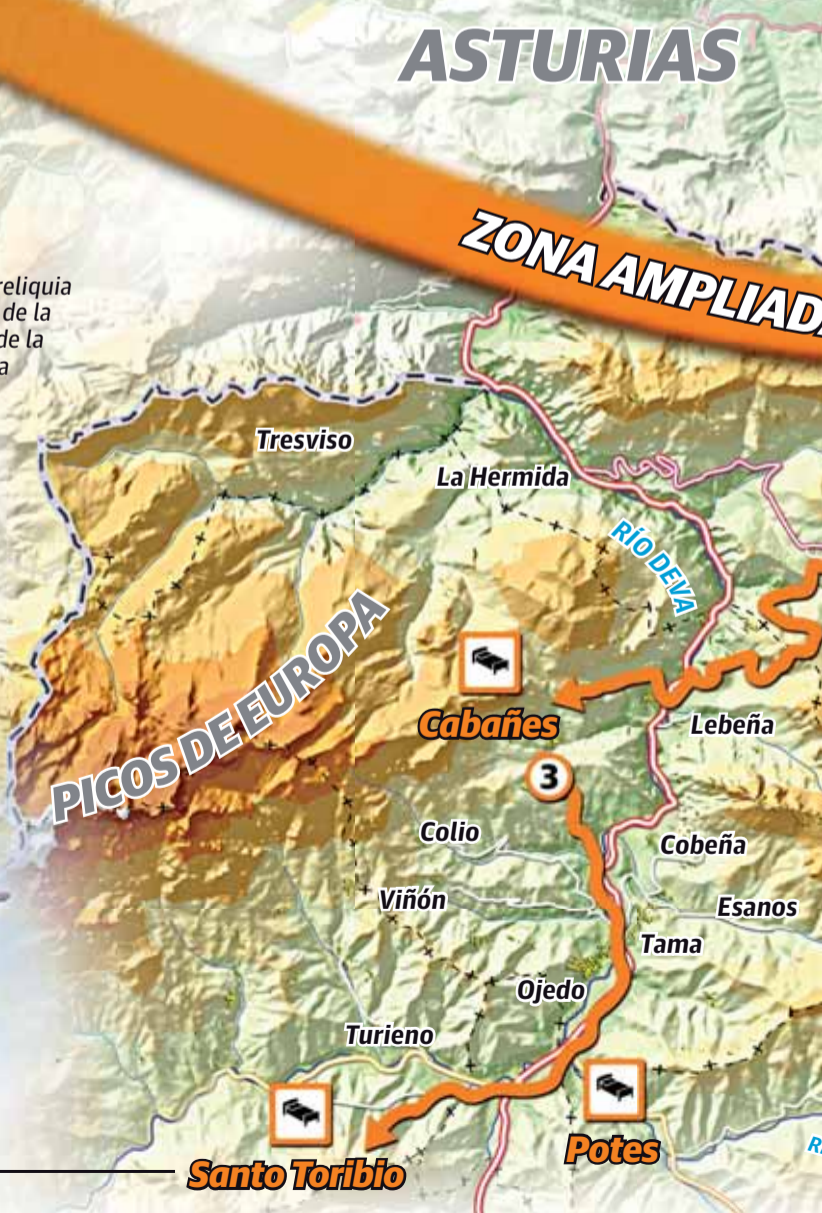 ASTURIAS
ZONA AMPLIADA
reliquia
de la
de la
a
Tresviso
La Hermida
RÍO DEVA
PICOS DE EUROPA
Cabañes
Lebeña
3
Colio
Cobeña
Viñón
Esanos
Tama
Ojedo
Turieno
Potes
Santo Toribio